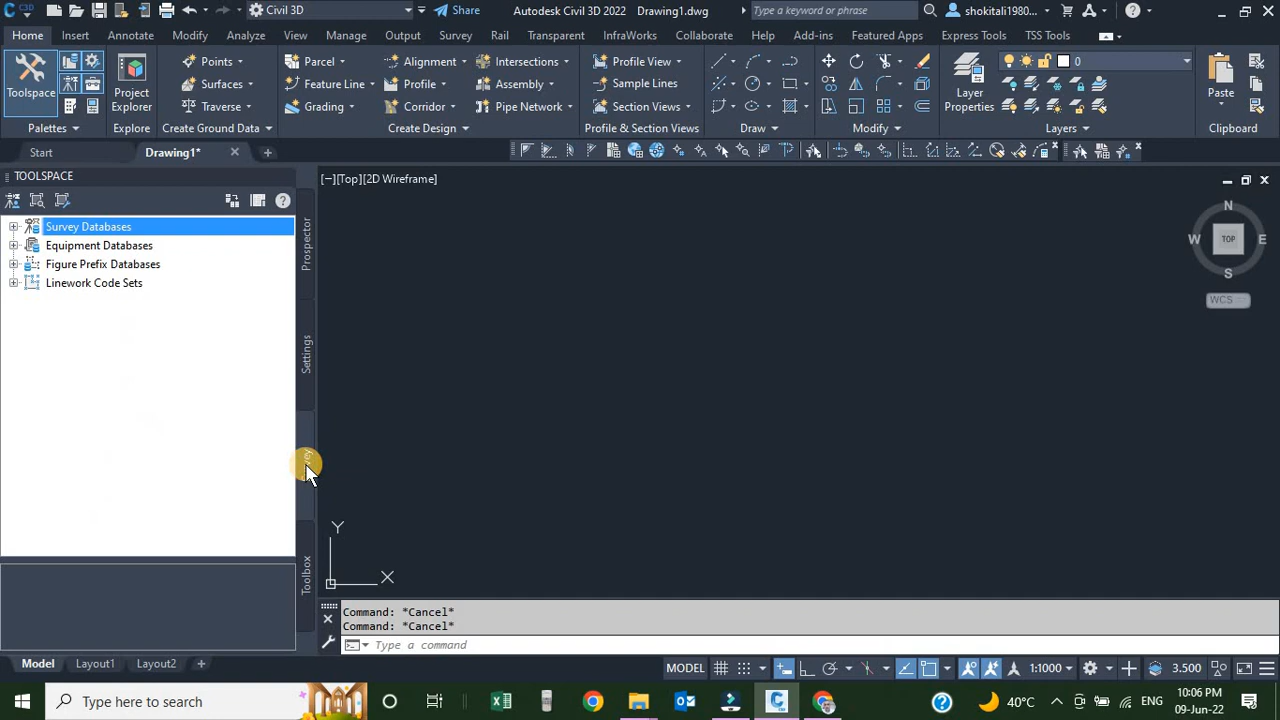 C 3D
Civil 3D
Share
Autodesk Civil 3D 2022 Drawing1.dwg
Type a keyword or phrase
shokitali1980...
Home Insert Annotate Modify Analyze View Manage Output Survey Rail Transparent InfraWorks Collaborate Help Add-ins Featured Apps Express Tools TSS Tools
Toolspace
Palettes
Project Explorer
Explore
Points
Surfaces
Traverse
Create Ground Data
Parcel
Feature Line
Grading
Alignment
Profile
Corridor
Intersections
Assembly
Pipe Network
Create Design
Profile View
Sample Lines
Section Views
Profile & Section Views
Draw
Modify
Layer Properties
0
Layers
Paste
Clipboard
Start
Drawing1*
TOOLSPACE
[−][Top][2D Wireframe]
Survey Databases
Equipment Databases
Figure Prefix Databases
Linework Code Sets
Prospector
Settings
Toolbox
N
W TOP E
S
WCS
Y
X
Command: *Cancel*
Command: *Cancel*
Type a command
Model Layout1 Layout2
MODEL
1:1000
3.500
Type here to search
40°C
ENG
10:06 PM
09-Jun-22